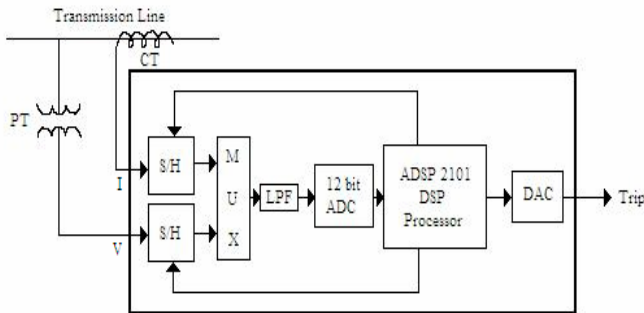 Transmission Line
CT
PT
I
V
S/H
S/H
M
U
X
LPF
12 bit
ADC
ADSP 2101
DSP
Processor
DAC
Trip